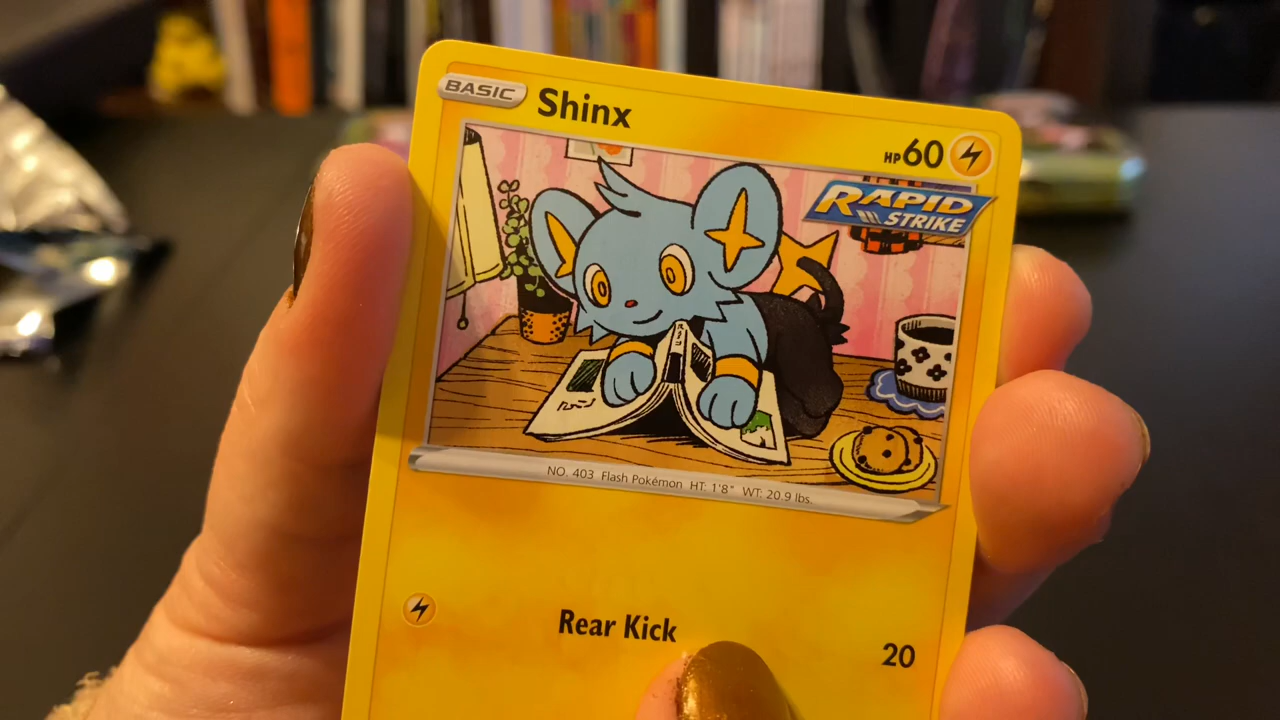 BASIC Shinx
HP 60
RAPID
STRIKE
NO. 403 Flash Pokémon HT: 1'8" WT: 20.9 lbs.
Rear Kick 20